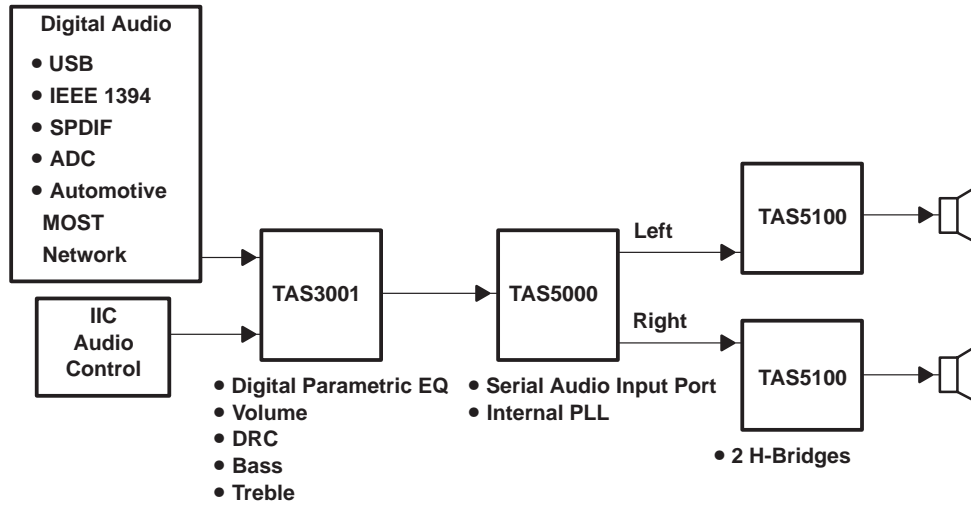 Digital Audio
• USB
• IEEE 1394
• SPDIF
• ADC
• Automotive
MOST
Network
IIC
Audio
Control
TAS3001
• Digital Parametric EQ
• Volume
• DRC
• Bass
• Treble
TAS5000
• Serial Audio Input Port
• Internal PLL
Left
Right
TAS5100
TAS5100
• 2 H-Bridges